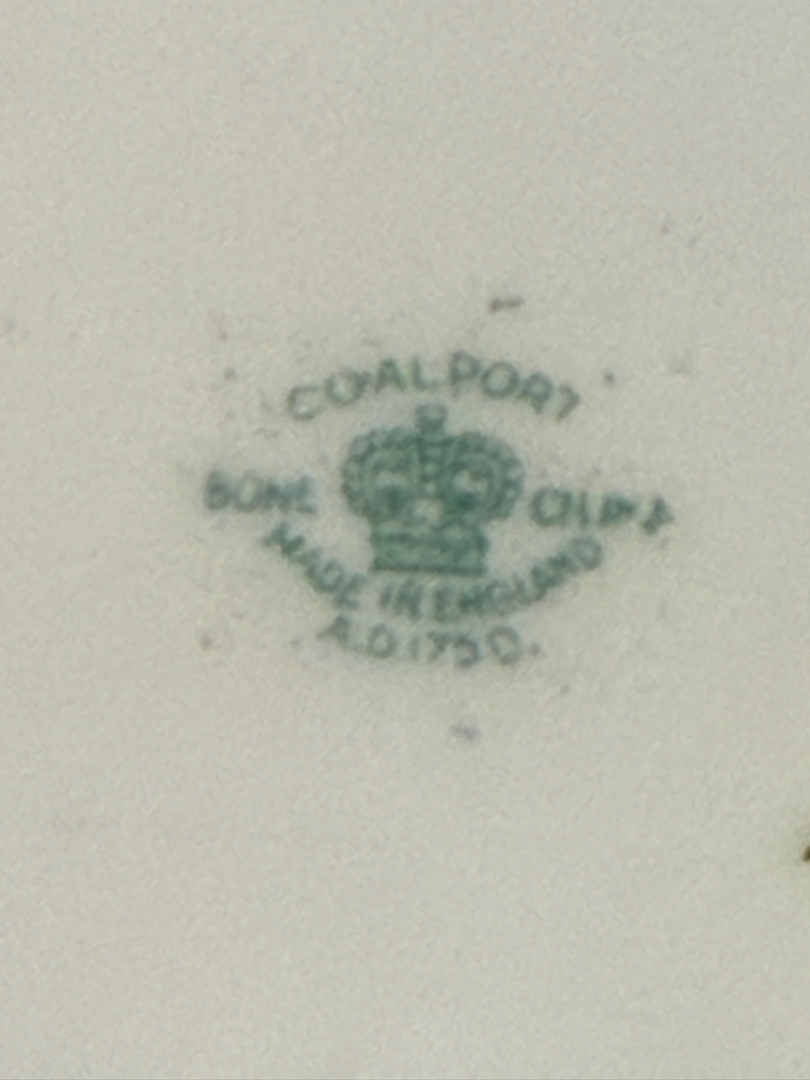 COALPORT
BONE CHINA
MADE IN ENGLAND
A.D. 1750.